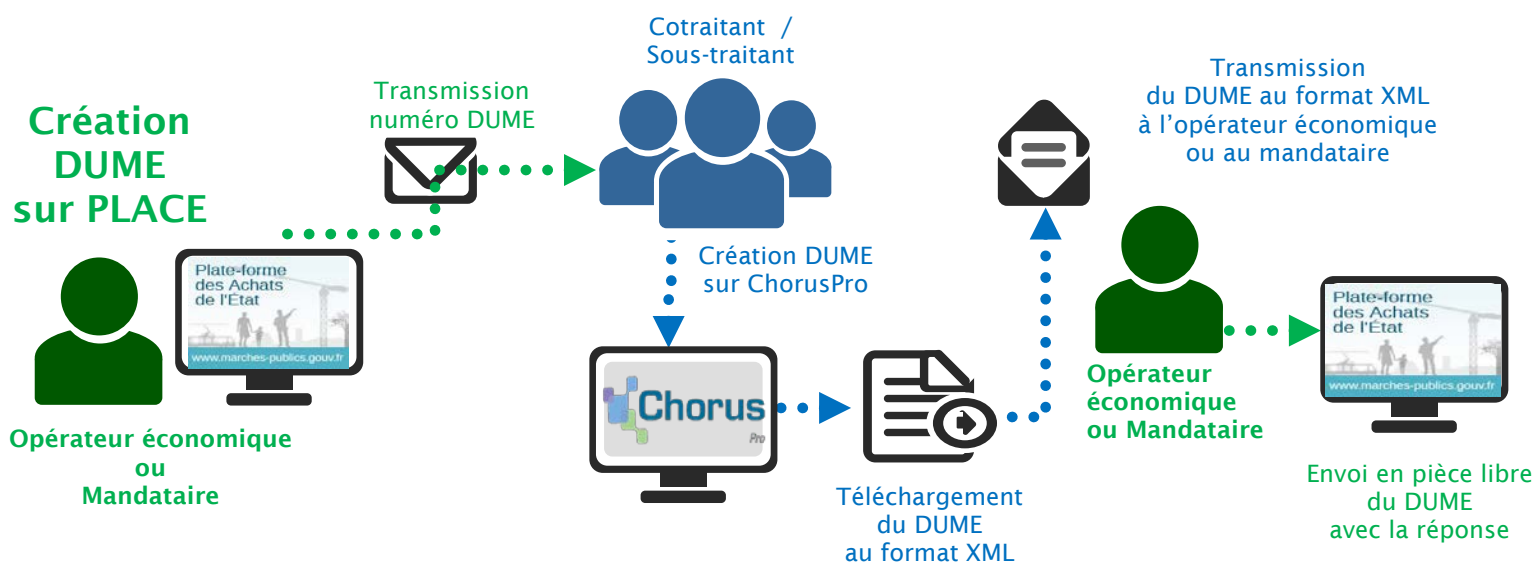 Création
DUME
sur PLACE
Plate-forme
des Achats
de l'État
www.marches-publics.gouv.fr
Opérateur économique
ou
Mandataire
Transmission
numéro DUME
Cotraitant /
Sous-traitant
Création DUME
sur ChorusPro
Chorus
Pro
Téléchargement
du DUME
au format XML
Transmission
du DUME au format XML
à l’opérateur économique
ou au mandataire
Opérateur
économique
ou Mandataire
Plate-forme
des Achats
de l'État
www.marches-publics.gouv.fr
Envoi en pièce libre
du DUME
avec la réponse